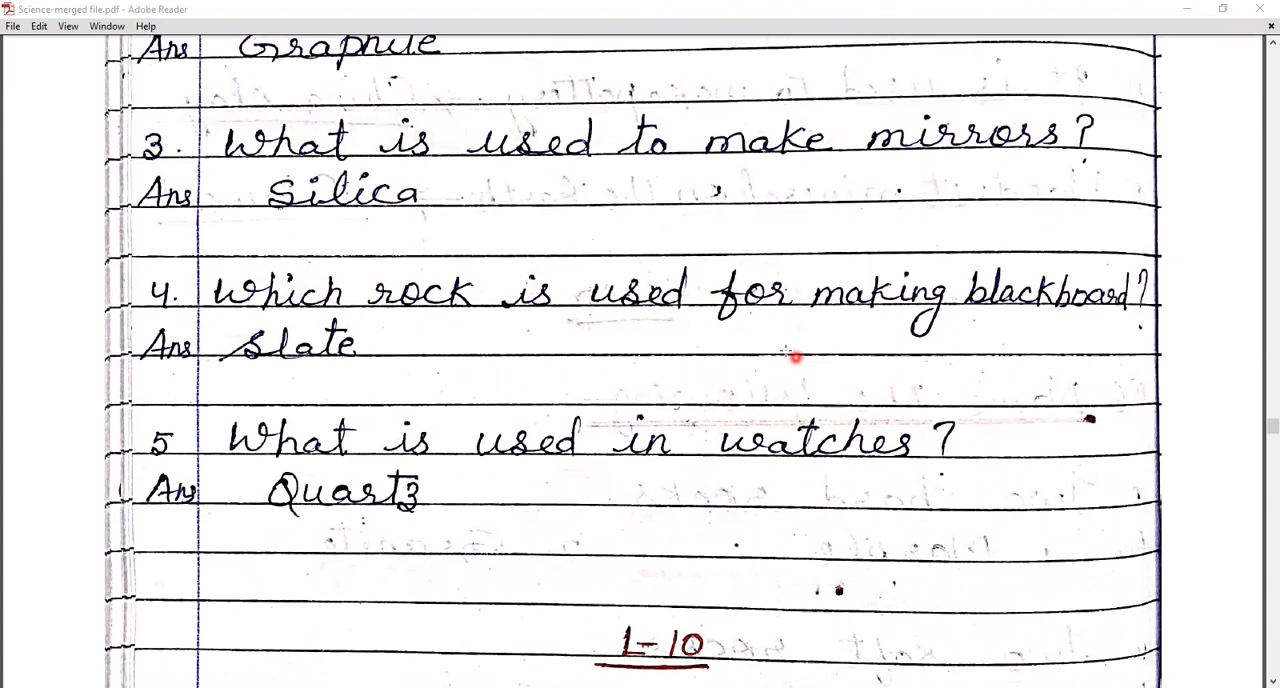 Science-merged file.pdf - Adobe Reader
File Edit View Window Help
Ans Graphite
3. What is used to make mirrors?
Ans Silica
4. Which rock is used for making blackboard?
Ans Slate
5 What is used in watches?
Ans Quartz
L-10